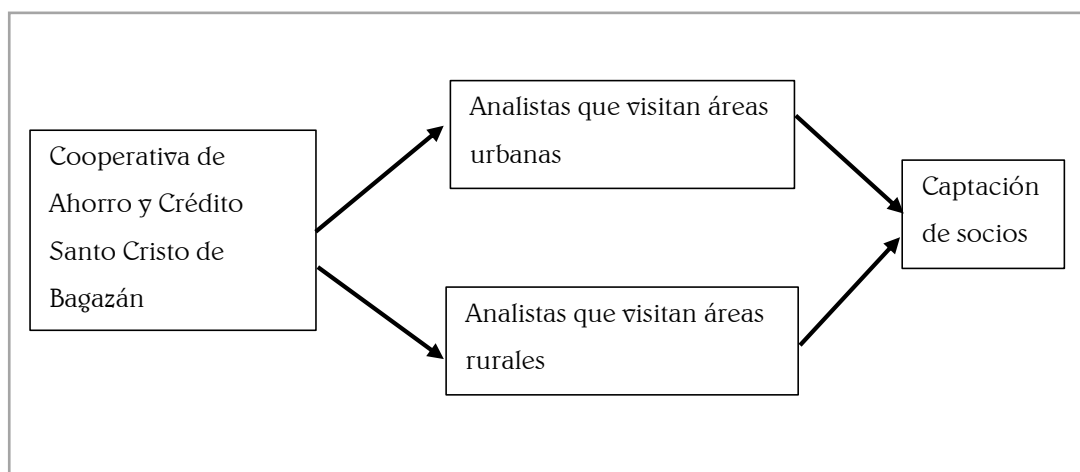 Cooperativa de
Ahorro y Crédito
Santo Cristo de
Bagazán
Analistas que visitan áreas
urbanas
Analistas que visitan áreas
rurales
Captación
de socios